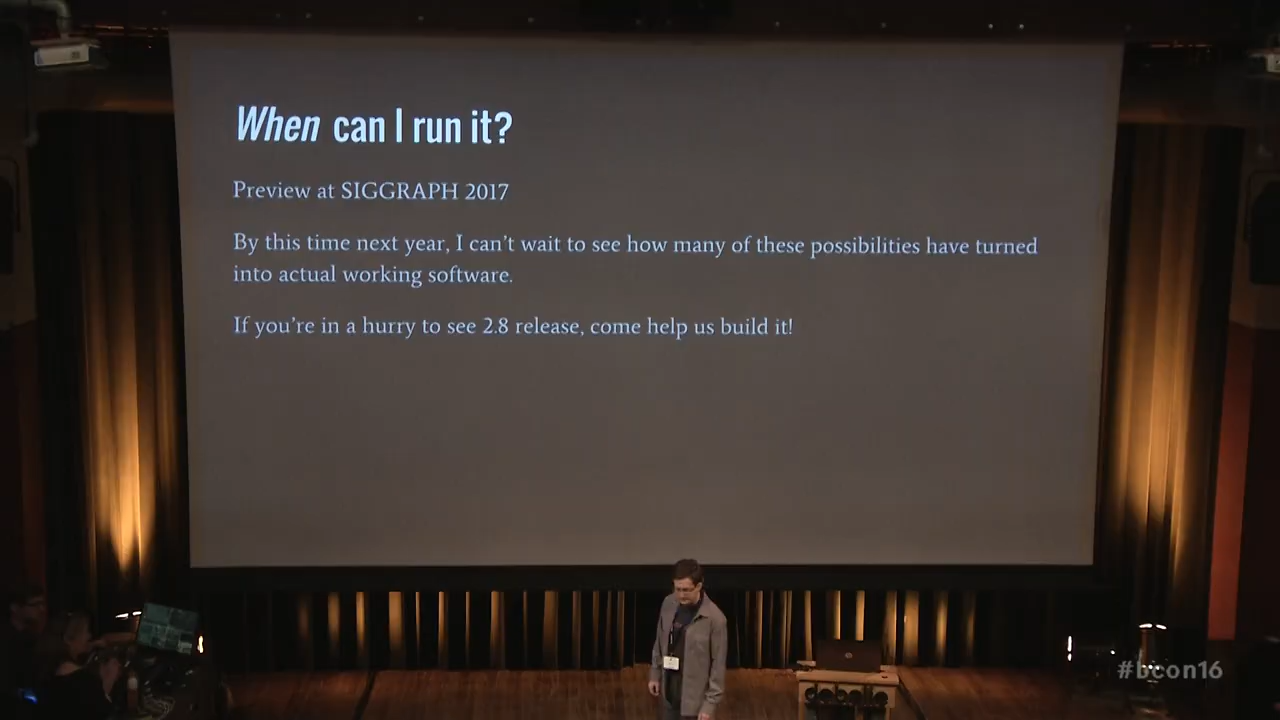 When can I run it?
Preview at SIGGRAPH 2017
By this time next year, I can't wait to see how many of these possibilities have turned
into actual working software.
If you're in a hurry to see 2.8 release, come help us build it!
#bcon16